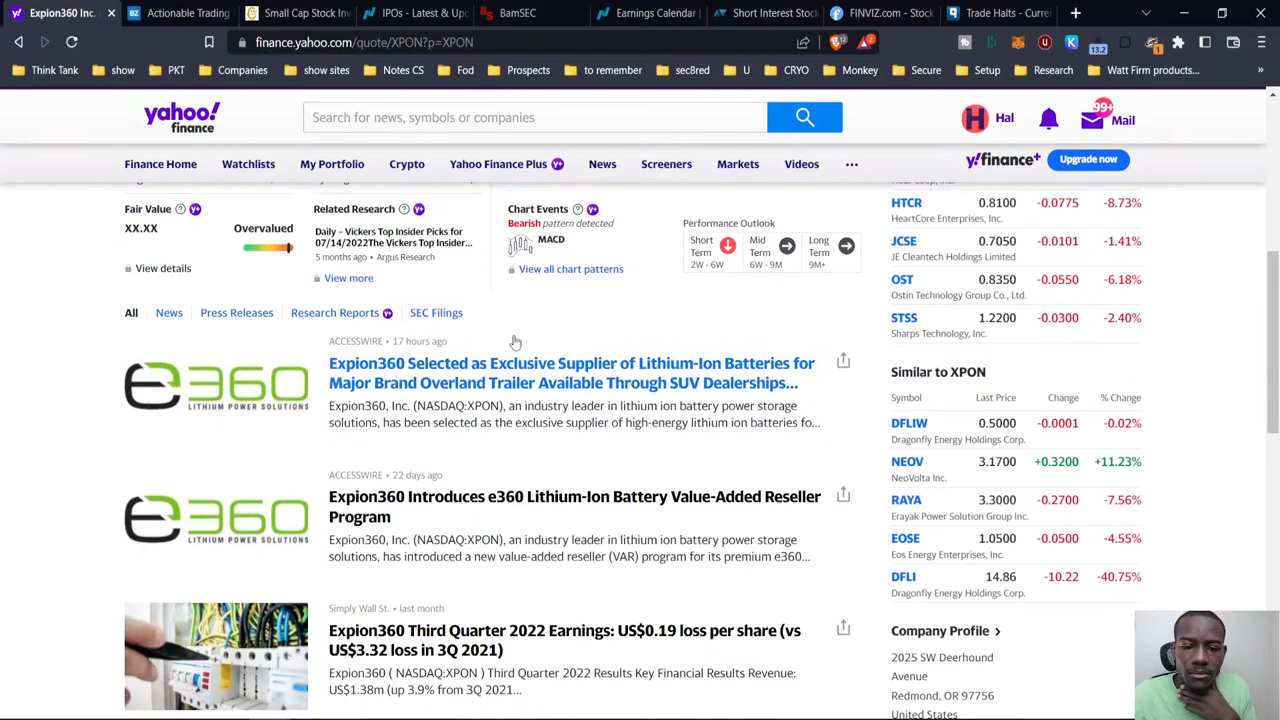 Expion360 Inc.
Actionable Trading
Small Cap Stock Inv
IPOs - Latest & Upc
BamSEC
Earnings Calendar
Short Interest Stock
FINVIZ.com - Stock
Trade Halts - Curre
finance.yahoo.com/quote/XPON?p=XPON
12
2
13.2
1
Think Tank
show
PKT
Companies
show sites
Notes CS
Fod
Prospects
to remember
sec8red
U
CRYO
Monkey
Secure
Setup
Research
Watt Firm products...
yahoo!
finance
Search for news, symbols or companies
H
Hal
99+
Mail
Finance Home
Watchlists
My Portfolio
Crypto
Yahoo Finance Plus
News
Screeners
Markets
Videos
y!finance+
Upgrade now
Fair Value
XX.XX
Overvalued
View details
Related Research
Daily – Vickers Top Insider Picks for
07/14/2022The Vickers Top Insider...
5 months ago • Argus Research
View more
Chart Events
Bearish pattern detected
MACD
View all chart patterns
Performance Outlook
Short
Term
2W - 6W
Mid
Term
6W - 9M
Long
Term
9M+
All
News
Press Releases
Research Reports
SEC Filings
ACCESSWIRE • 17 hours ago
Expion360 Selected as Exclusive Supplier of Lithium-Ion Batteries for
Major Brand Overland Trailer Available Through SUV Dealerships...
Expion360, Inc. (NASDAQ:XPON), an industry leader in lithium ion battery power storage
solutions, has been selected as the exclusive supplier of high-energy lithium ion batteries fo...
e360
LITHIUM POWER SOLUTIONS
ACCESSWIRE • 22 days ago
Expion360 Introduces e360 Lithium-Ion Battery Value-Added Reseller
Program
Expion360, Inc. (NASDAQ:XPON), an industry leader in lithium ion battery power storage
solutions, has introduced a new value-added reseller (VAR) program for its premium e360...
e360
LITHIUM POWER SOLUTIONS
Simply Wall St. • last month
Expion360 Third Quarter 2022 Earnings: US$0.19 loss per share (vs
US$3.32 loss in 3Q 2021)
Expion360 ( NASDAQ:XPON ) Third Quarter 2022 Results Key Financial Results Revenue:
US$1.38m (up 3.9% from 3Q 2021...
HTCR 0.8100 -0.0775 -8.73%
HeartCore Enterprises, Inc.
JCSE 0.7050 -0.0101 -1.41%
JE Cleantech Holdings Limited
OST 0.8350 -0.0550 -6.18%
Ostin Technology Group Co., Ltd.
STSS 1.2200 -0.0300 -2.40%
Sharps Technology, Inc.
Similar to XPON
Symbol Last Price Change % Change
DFLIW 0.5000 -0.0001 -0.02%
Dragonfly Energy Holdings Corp.
NEOV 3.1700 +0.3200 +11.23%
NeoVolta Inc.
RAYA 3.3000 -0.2700 -7.56%
Erayak Power Solution Group Inc.
EOSE 1.0500 -0.0500 -4.55%
Eos Energy Enterprises, Inc.
DFLI 14.86 -10.22 -40.75%
Dragonfly Energy Holdings Corp.
Company Profile
2025 SW Deerhound
Avenue
Redmond, OR 97756
United States